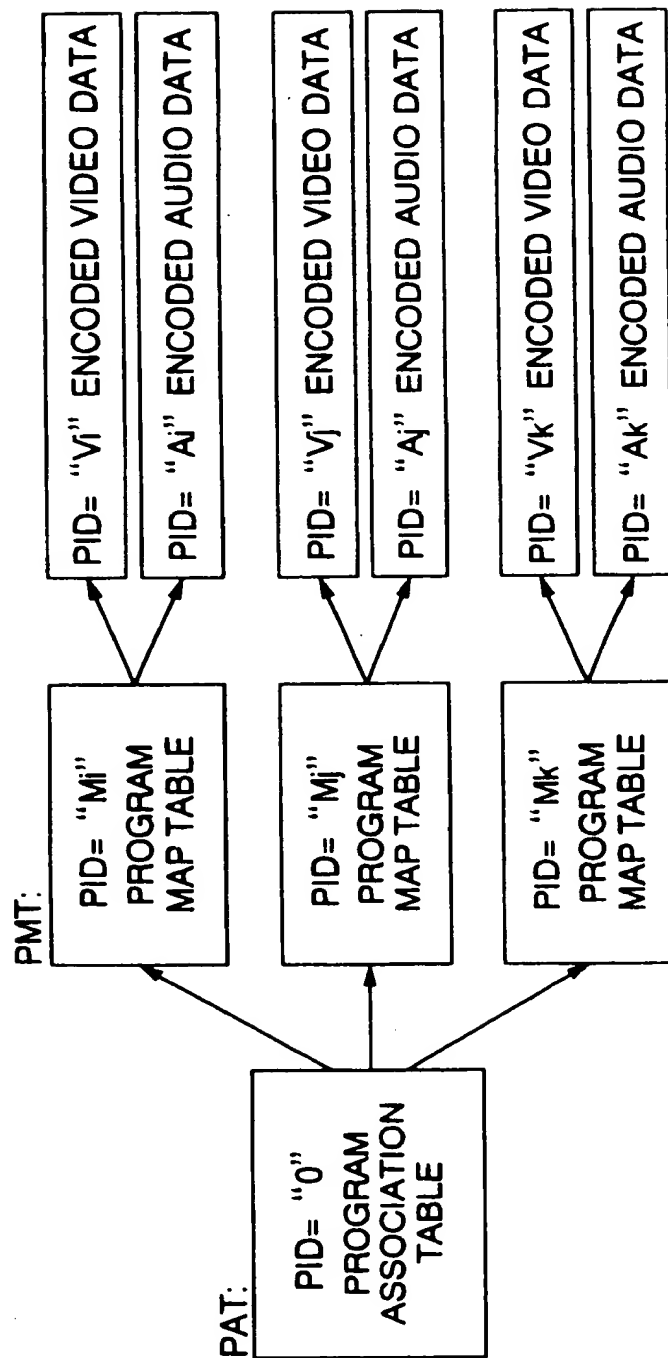 PAT:
PID= “0”
PROGRAM
ASSOCIATION
TABLE
PMT:
PID= “Mi”
PROGRAM
MAP TABLE
PID= “Mj”
PROGRAM
MAP TABLE
PID= “Mk”
PROGRAM
MAP TABLE
PID= “Vi” ENCODED VIDEO DATA
PID= “Ai” ENCODED AUDIO DATA
PID= “Vj” ENCODED VIDEO DATA
PID= “Aj” ENCODED AUDIO DATA
PID= “Vk” ENCODED VIDEO DATA
PID= “Ak” ENCODED AUDIO DATA